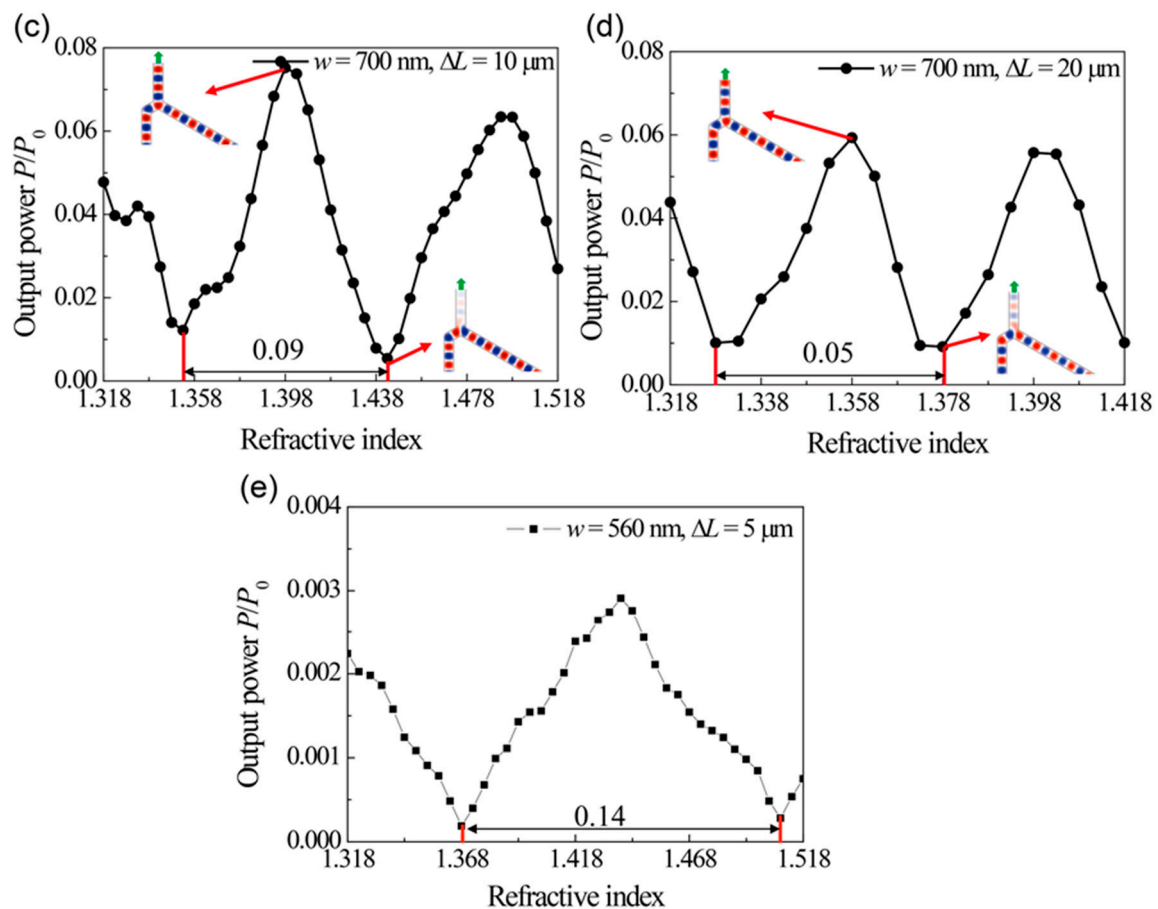 (c)
0.08
0.06
0.04
0.02
0.00
Output power P/P0
w = 700 nm, ΔL = 10 μm
0.09
1.318 1.358 1.398 1.438 1.478 1.518
Refractive index
(d)
0.08
0.06
0.04
0.02
0.00
Output power P/P0
w = 700 nm, ΔL = 20 μm
0.05
1.318 1.338 1.358 1.378 1.398 1.418
Refractive index
(e)
0.004
0.003
0.002
0.001
0.000
Output power P/P0
w = 560 nm, ΔL = 5 μm
0.14
1.318 1.368 1.418 1.468 1.518
Refractive index